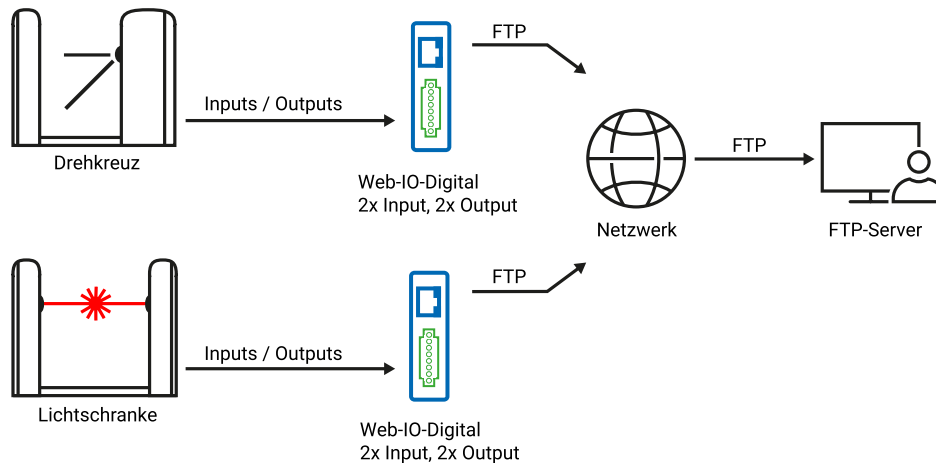 FTP
Inputs / Outputs
Drehkreuz
Web-IO-Digital
2x Input, 2x Output
FTP
Netzwerk
FTP-Server
FTP
Inputs / Outputs
Lichtschranke
Web-IO-Digital
2x Input, 2x Output